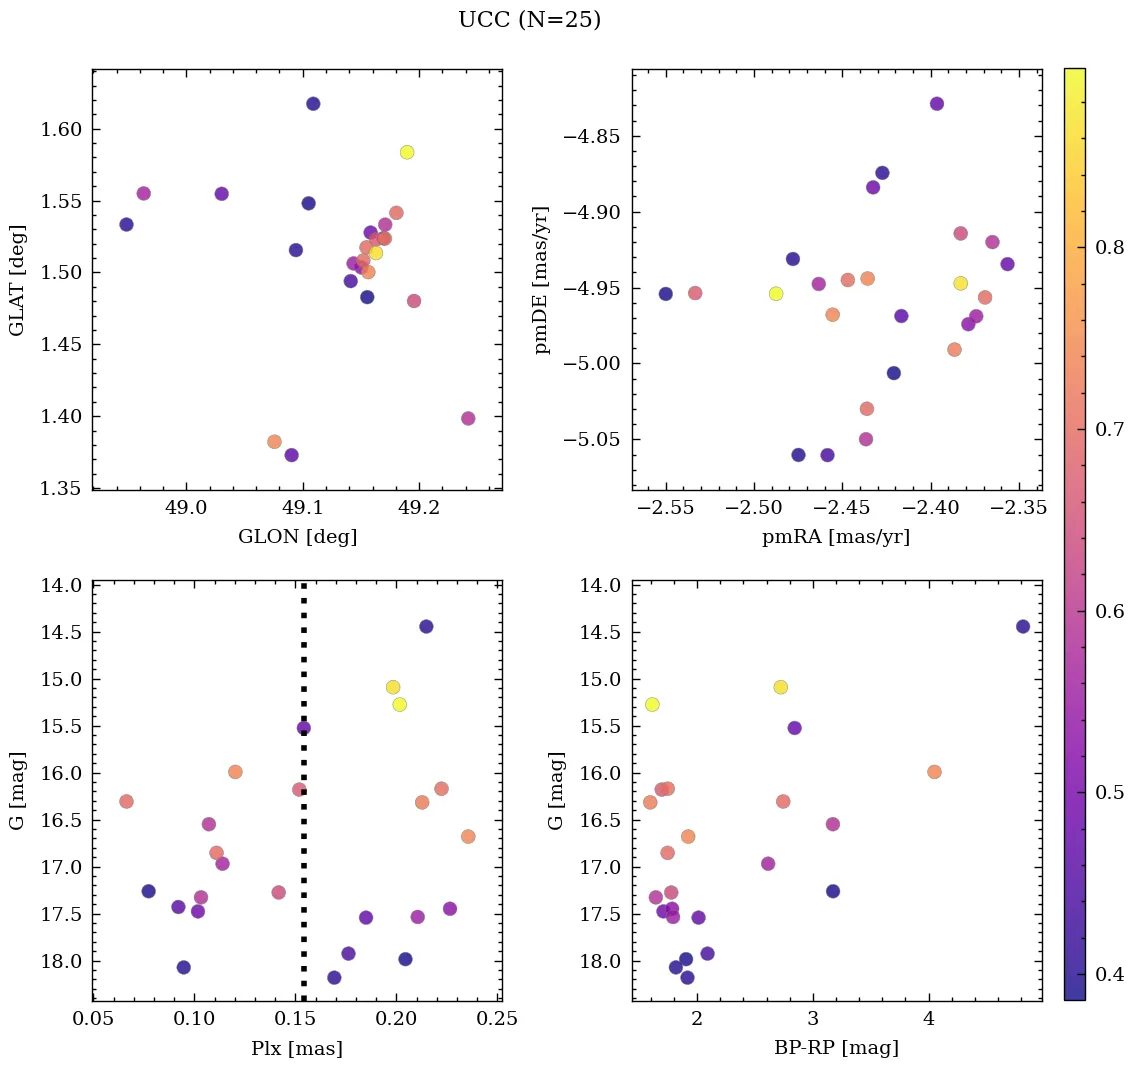 UCC (N=25)
1.60
1.55
1.50
1.45
1.40
1.35
GLAT [deg]
49.0 49.1 49.2
GLON [deg]
−4.85
−4.90
−4.95
−5.00
−5.05
pmDE [mas/yr]
−2.55 −2.50 −2.45 −2.40 −2.35
pmRA [mas/yr]
0.8
0.7
0.6
0.5
0.4
14.0
14.5
15.0
15.5
16.0
16.5
17.0
17.5
18.0
G [mag]
0.05 0.10 0.15 0.20 0.25
Plx [mas]
14.0
14.5
15.0
15.5
16.0
16.5
17.0
17.5
18.0
G [mag]
2 3 4
BP-RP [mag]